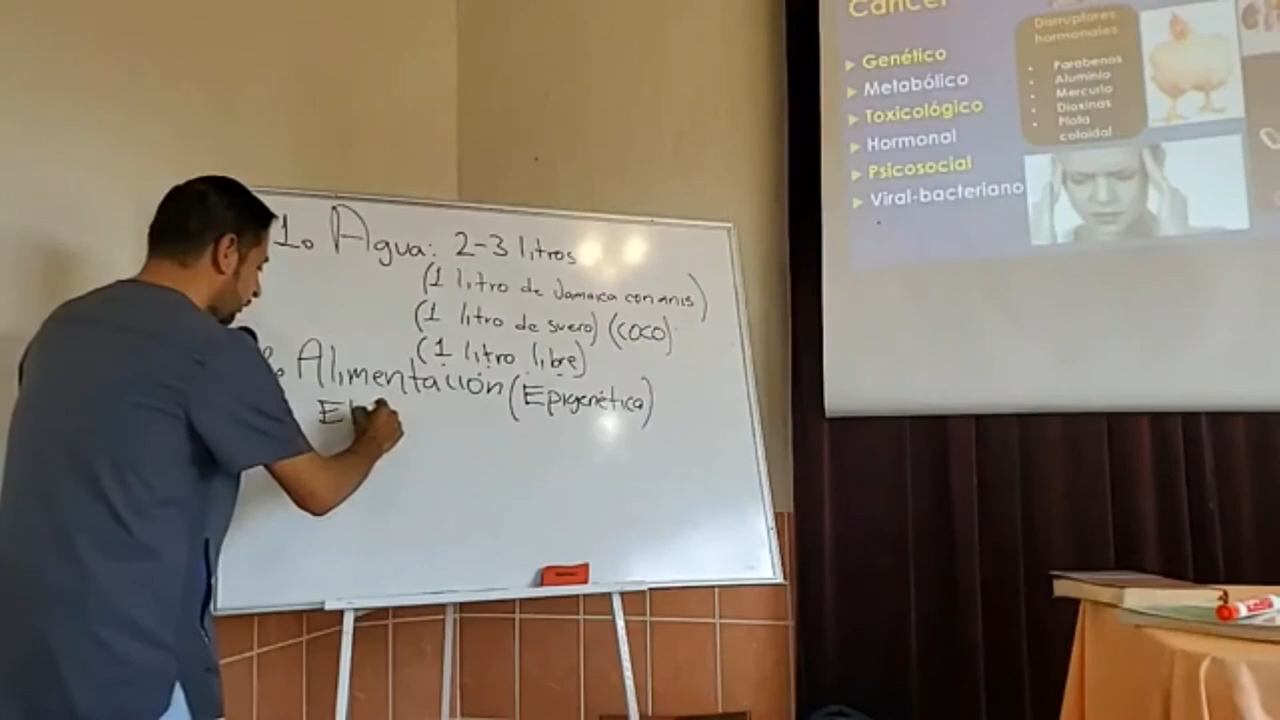 1o Agua: 2-3 litros
(1 litro de Jamaica con anis)
(1 litro de suero) (coco)
(1 litro libre)
Alimentación (Epigenética)
Cáncer
Genético
Metabólico
Toxicológico
Hormonal
Psicosocial
Viral-bacteriano
Disruptores
hormonales
Parabenos
Aluminio
Mercurio
Dioxinas
Plata
coloidal